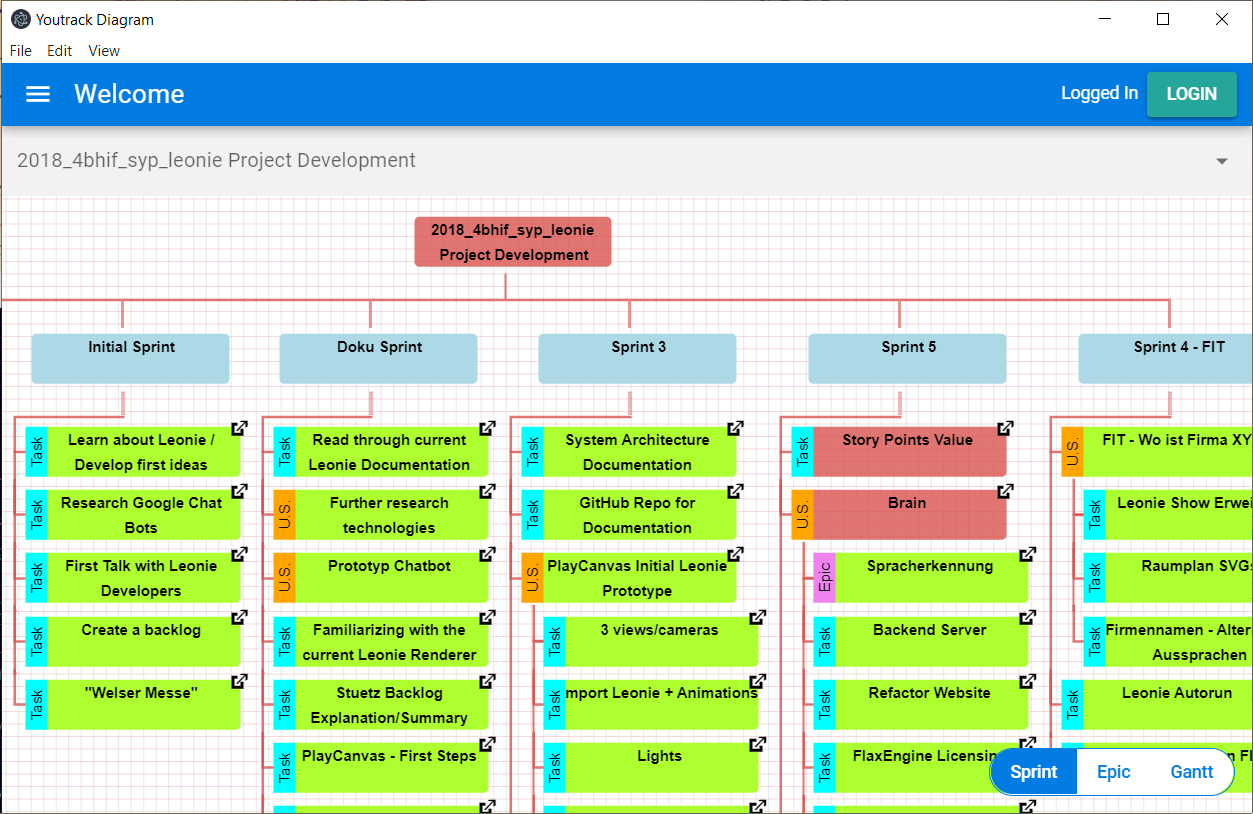 Youtrack Diagram
File Edit View
Welcome
Logged In
LOGIN
2018_4bhif_syp_leonie Project Development
2018_4bhif_syp_leonie
Project Development
Initial Sprint
Doku Sprint
Sprint 3
Sprint 5
Sprint 4 - FIT
Task
Learn about Leonie /
Develop first ideas
Task
Research Google Chat
Bots
Task
First Talk with Leonie
Developers
Task
Create a backlog
Task
"Welser Messe"
Task
Read through current
Leonie Documentation
U.S.
Further research
technologies
U.S.
Prototyp Chatbot
Task
Familiarizing with the
current Leonie Renderer
Task
Stuetz Backlog
Explanation/Summary
Task
PlayCanvas - First Steps
Task
System Architecture
Documentation
Task
GitHub Repo for
Documentation
U.S.
PlayCanvas Initial Leonie
Prototype
Task
3 views/cameras
Task
mport Leonie + Animations
Task
Lights
Task
Story Points Value
U.S.
Brain
Epic
Spracherkennung
Task
Backend Server
Task
Refactor Website
Task
FlaxEngine Licensin
U.S.
FIT - Wo ist Firma XY
Task
Leonie Show Erwei
Task
Raumplan SVGs
Task
Firmennamen - Alter
Aussprachen
Task
Leonie Autorun
Sprint
Epic
Gantt